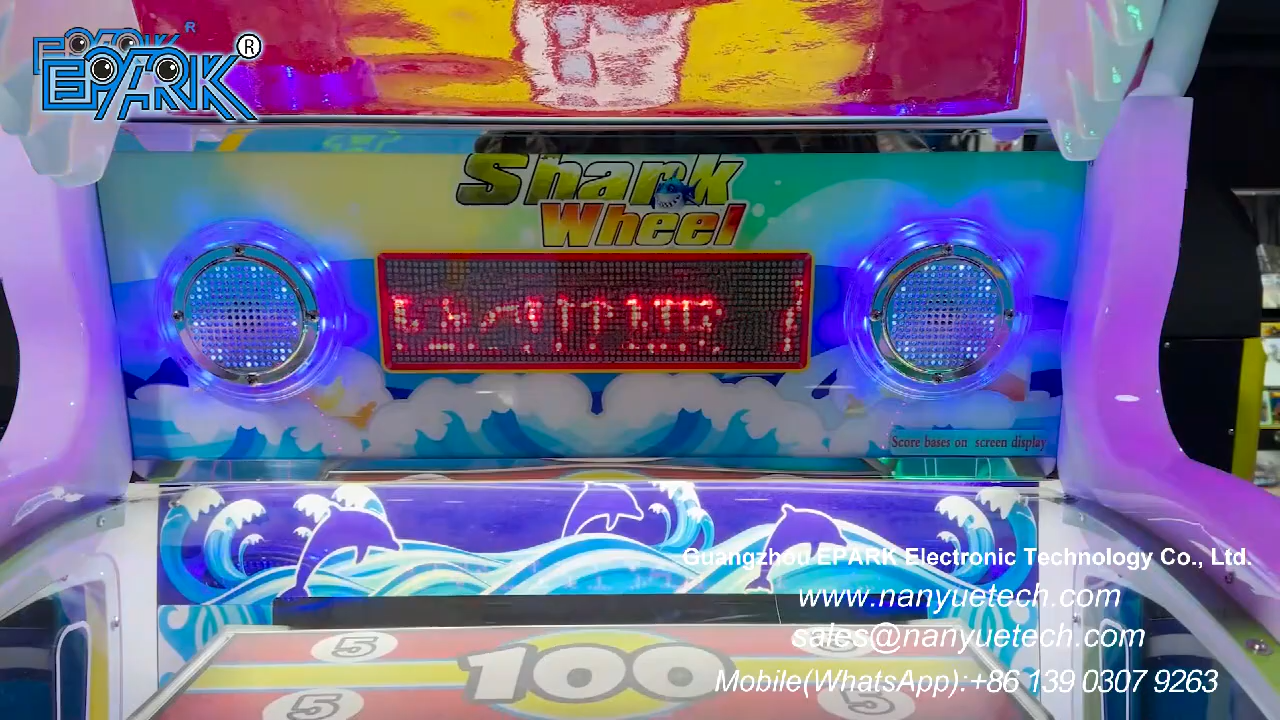 EPARK®
Shark
Wheel
Score bases on screen display
Guangzhou EPARK Electronic Technology Co., Ltd.
www.nanyuetech.com
sales@nanyuetech.com
5
100
Mobile(WhatsApp):+86 139 0307 9263
5
5